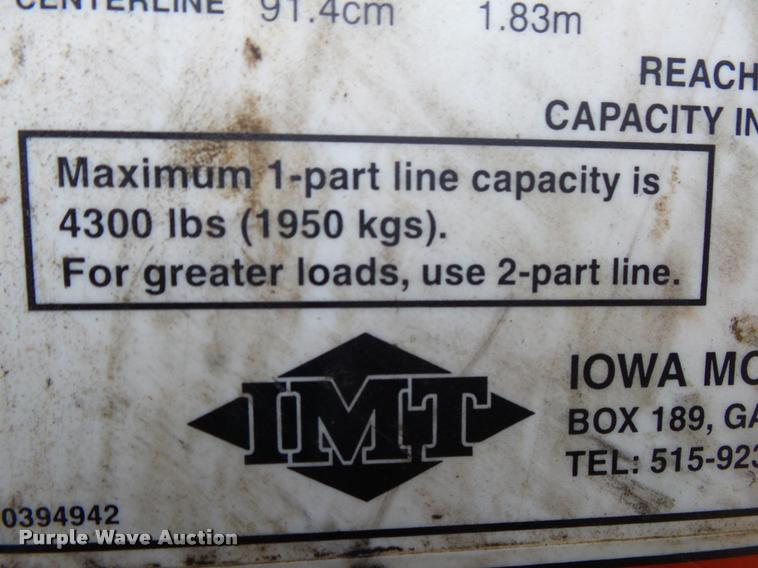 CENTERLINE 91.4cm 1.83m
REACH
CAPACITY IN
Maximum 1-part line capacity is
4300 lbs (1950 kgs).
For greater loads, use 2-part line.
IMT
IOWA MO
BOX 189, GA
TEL: 515-923
0394942
Purple Wave Auction